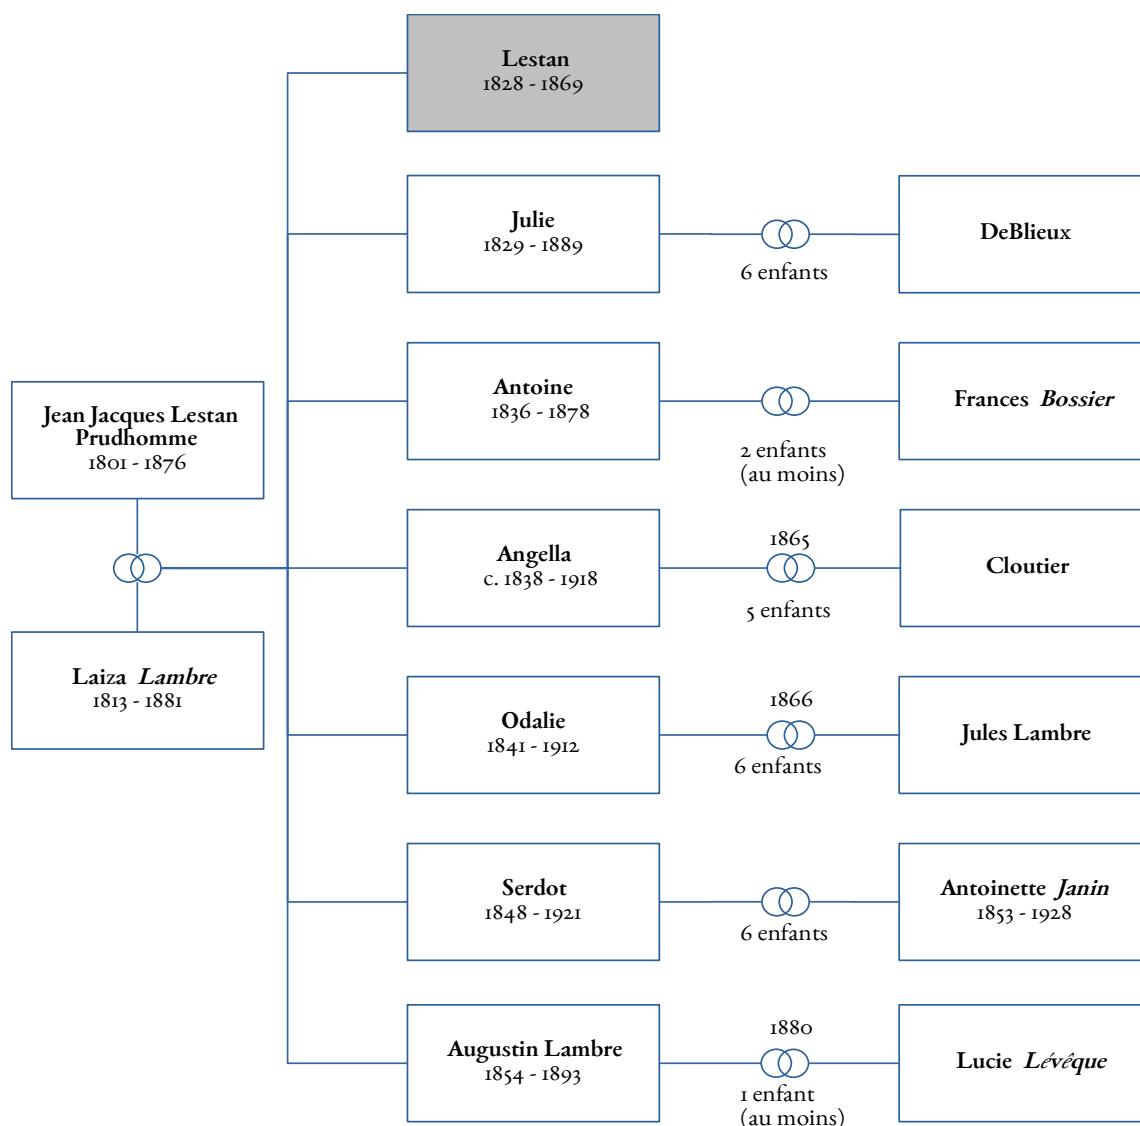 Lestan
1828 - 1869
Julie
1829 - 1889
6 enfants
DeBlieux
Antoine
1836 - 1878
2 enfants
(au moins)
Frances Bossier
Jean Jacques Lestan
Prudhomme
1801 - 1876
Laiza Lambre
1813 - 1881
Angella
c. 1838 - 1918
1865
5 enfants
Cloutier
Odalie
1841 - 1912
1866
6 enfants
Jules Lambre
Serdot
1848 - 1921
6 enfants
Antoinette Janin
1853 - 1928
Augustin Lambre
1854 - 1893
1880
1 enfant
(au moins)
Lucie Lévêque